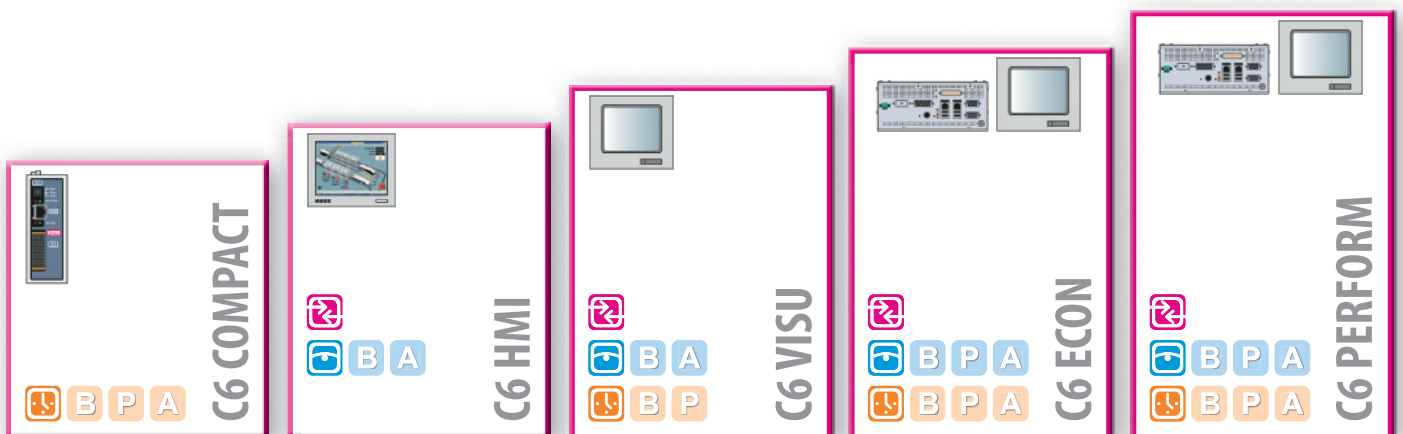 C6 COMPACT
B P A
C6 HMI
B A
C6 VISU
B A
B P
C6 ECON
B P A
B P A
C6 PERFORM
B P A
B P A